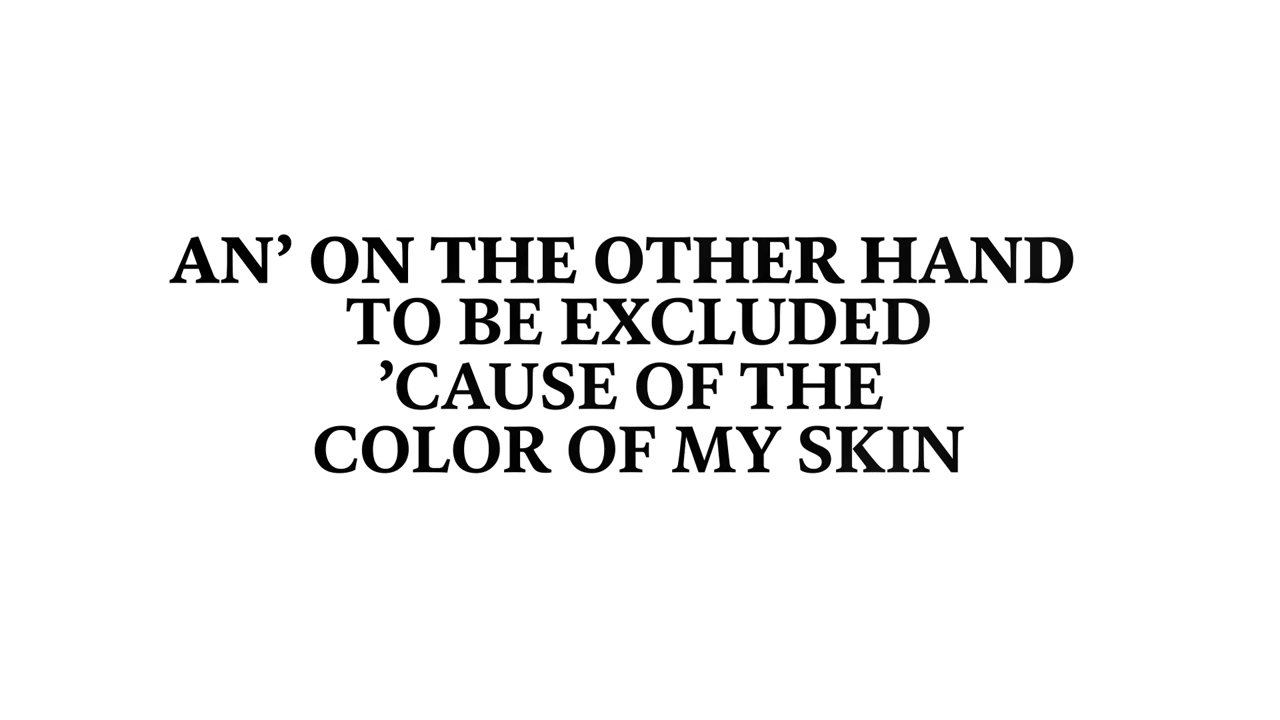 AN’ ON THE OTHER HAND
TO BE EXCLUDED
’CAUSE OF THE
COLOR OF MY SKIN